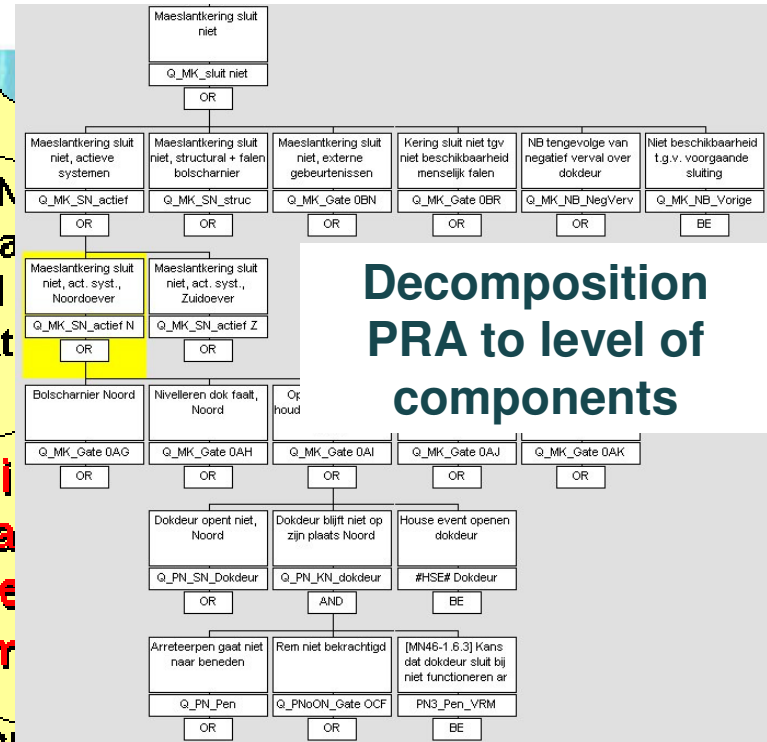 Maeslantkering sluit
niet
Q_MK_sluit niet
OR
Maeslantkering sluit
niet, actieve
systemen
Q_MK_SN_actief
OR
Maeslantkering sluit
niet, structural + falen
bolscharnier
Q_MK_SN_struc
OR
Maeslantkering sluit
niet, externe
gebeurtenissen
Q_MK_Gate 0BN
OR
Kering sluit niet tgv
niet beschikbaarheid
menselijk falen
Q_MK_Gate 0BR
OR
NB tengevolge van
negatief verval over
dokdeur
Q_MK_NB_NegVerv
OR
Niet beschikbaarheid
t.g.v. voorgaande
sluiting
Q_MK_NB_Vorige
BE
Maeslantkering sluit
niet, act. syst.,
Noordoever
Q_MK_SN_actief N
OR
Maeslantkering sluit
niet, act. syst.,
Zuidoever
Q_MK_SN_actief Z
OR
Decomposition
PRA to level of
components
Bolscharnier Noord
Q_MK_Gate 0AG
OR
Nivelleren dok faalt,
Noord
Q_MK_Gate 0AH
OR
Q_MK_Gate 0AI
OR
Q_MK_Gate 0AJ
OR
Q_MK_Gate 0AK
OR
Dokdeur opent niet,
Noord
Q_PN_SN_Dokdeur
OR
Dokdeur blijft niet op
zijn plaats Noord
Q_PN_KN_dokdeur
AND
House event openen
dokdeur
#HSE# Dokdeur
BE
Arreteerpen gaat niet
naar beneden
Q_PN_Pen
OR
Rem niet bekrachtigd
Q_PNoON_Gate OCF
OR
[MN46-1.6.3] Kans
dat dokdeur sluit bij
niet functioneren ar
PN3_Pen_VRM
BE